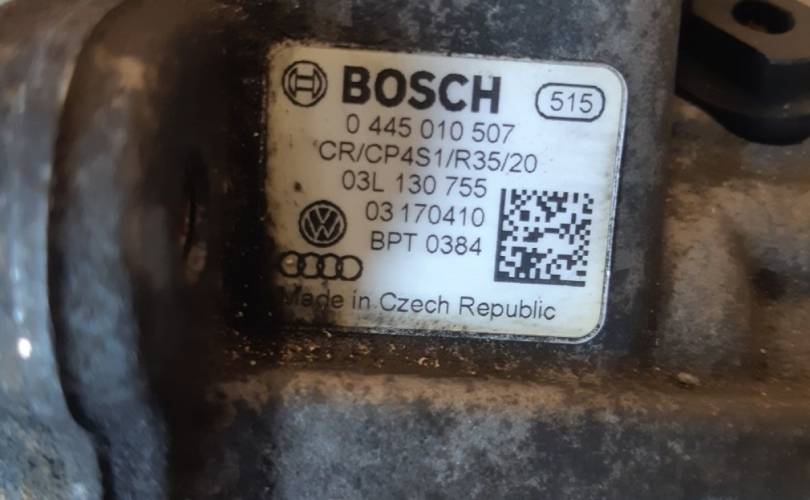 BOSCH 515
0 445 010 507
CR/CP4S1/R35/20
03L 130 755
03 170410
BPT 0384
Made in Czech Republic